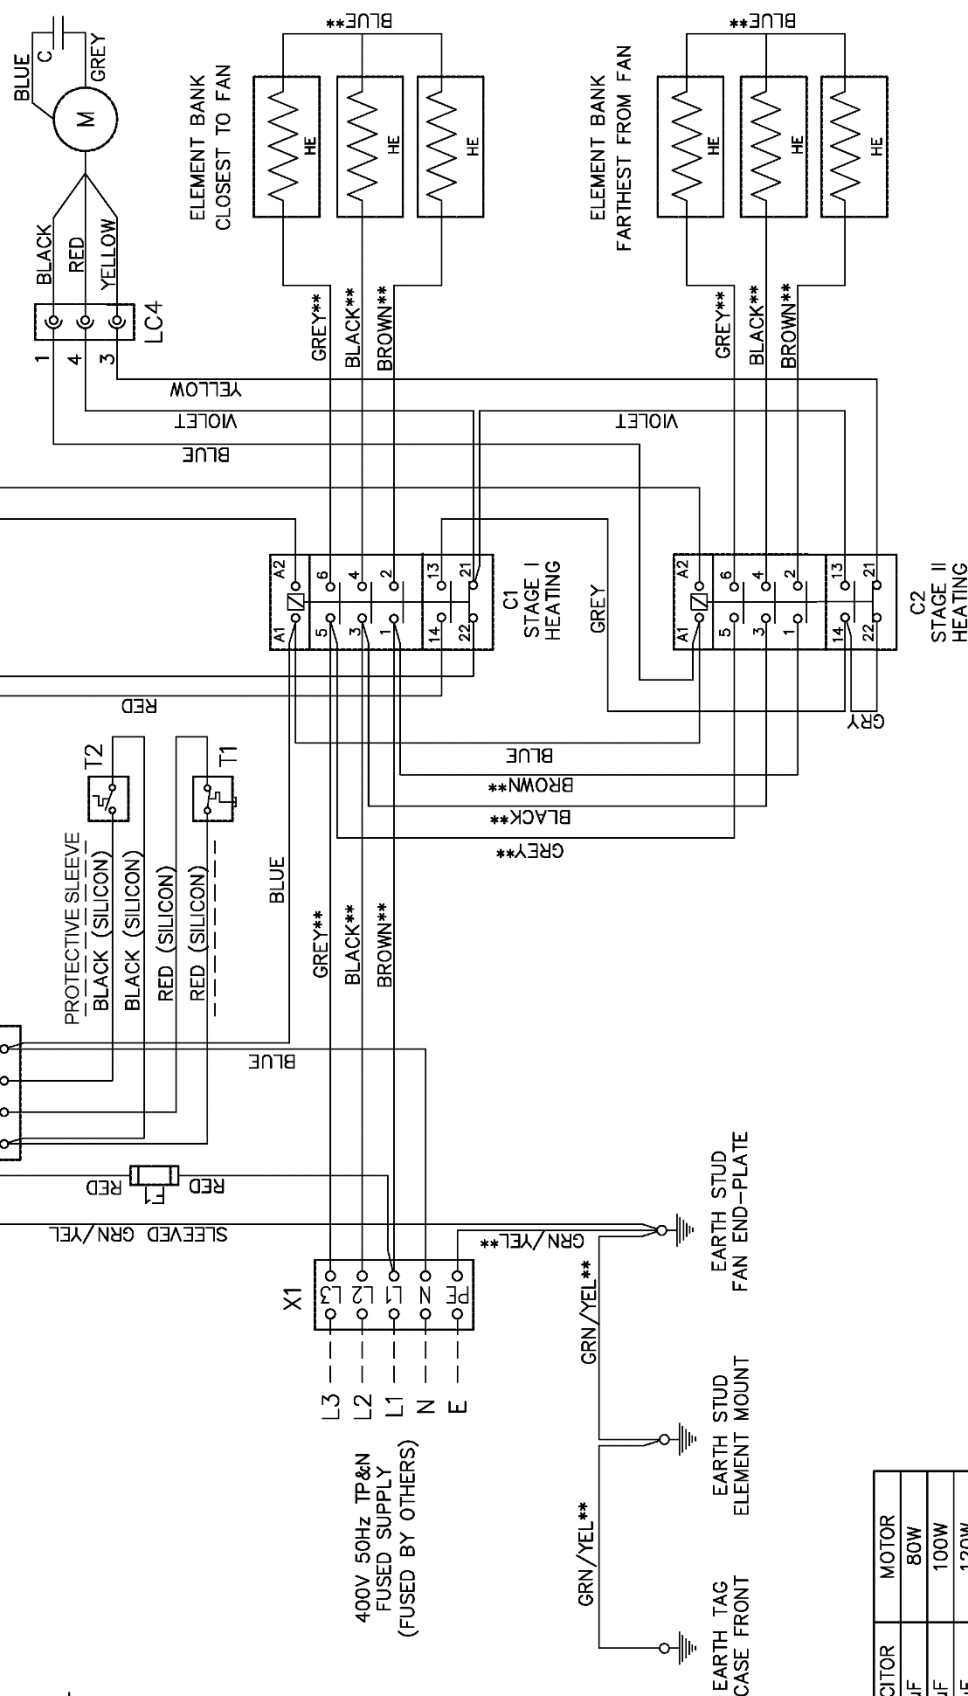 BLUE
C
GREY
M
BLACK
RED
YELLOW
LC4
1
4
3
YELLOW
VIOLET
BLUE
ELEMENT BANK
CLOSEST TO FAN
BLUE**
HE
HE
HE
GREY**
BLACK**
BROWN**
ELEMENT BANK
FARTHEST FROM FAN
BLUE**
HE
HE
HE
GREY**
BLACK**
BROWN**
VIOLET
A2
6
4
2
13
21
A1
5
3
1
14
22
C1
STAGE I
HEATING
GREY
A2
6
4
2
13
21
A1
5
3
1
14
22
C2
STAGE II
HEATING
GRY
RED
BLUE
BROWN**
BLACK**
GREY**
T2
T1
PROTECTIVE SLEEVE
BLACK (SILICON)
BLACK (SILICON)
RED (SILICON)
RED (SILICON)
BLUE
GREY**
BLACK**
BROWN**
BLUE
RED
F1
RED
SLEEVED GRN/YEL
GRN/YEL**
X1
L3
L2
L1
N
PE
L3
L2
L1
N
E
400V 50Hz TP&N
FUSED SUPPLY
(FUSED BY OTHERS)
GRN/YEL**
GRN/YEL**
EARTH STUD
FAN END-PLATE
EARTH STUD
ELEMENT MOUNT
EARTH TAG
CASE FRONT
MOTOR
80W
100W
120W